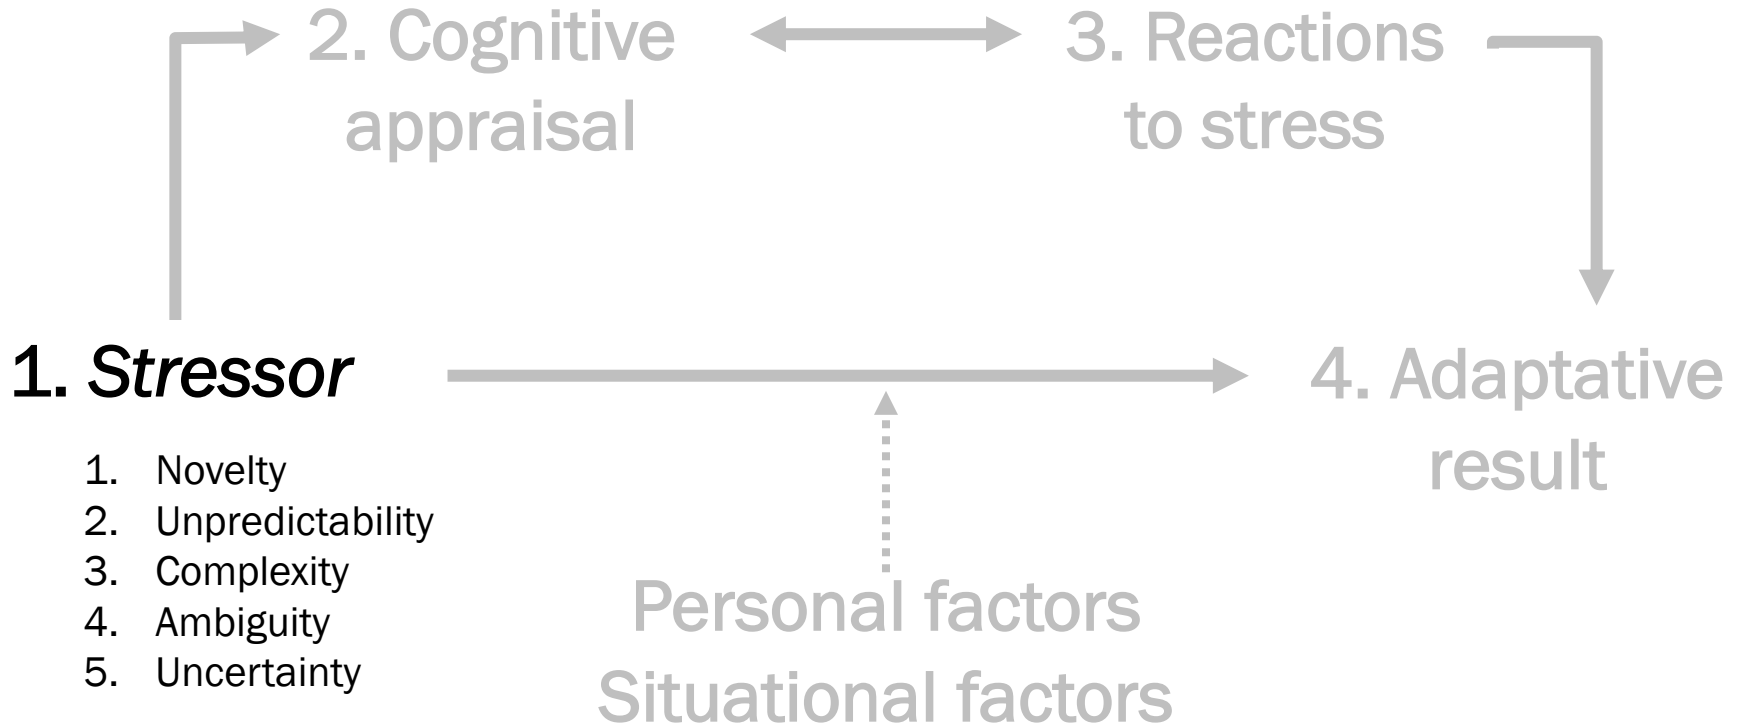 2. Cognitive
appraisal
3. Reactions
to stress
1. Stressor
4. Adaptative
result
1. Novelty
2. Unpredictability
3. Complexity
4. Ambiguity
5. Uncertainty
Personal factors
Situational factors